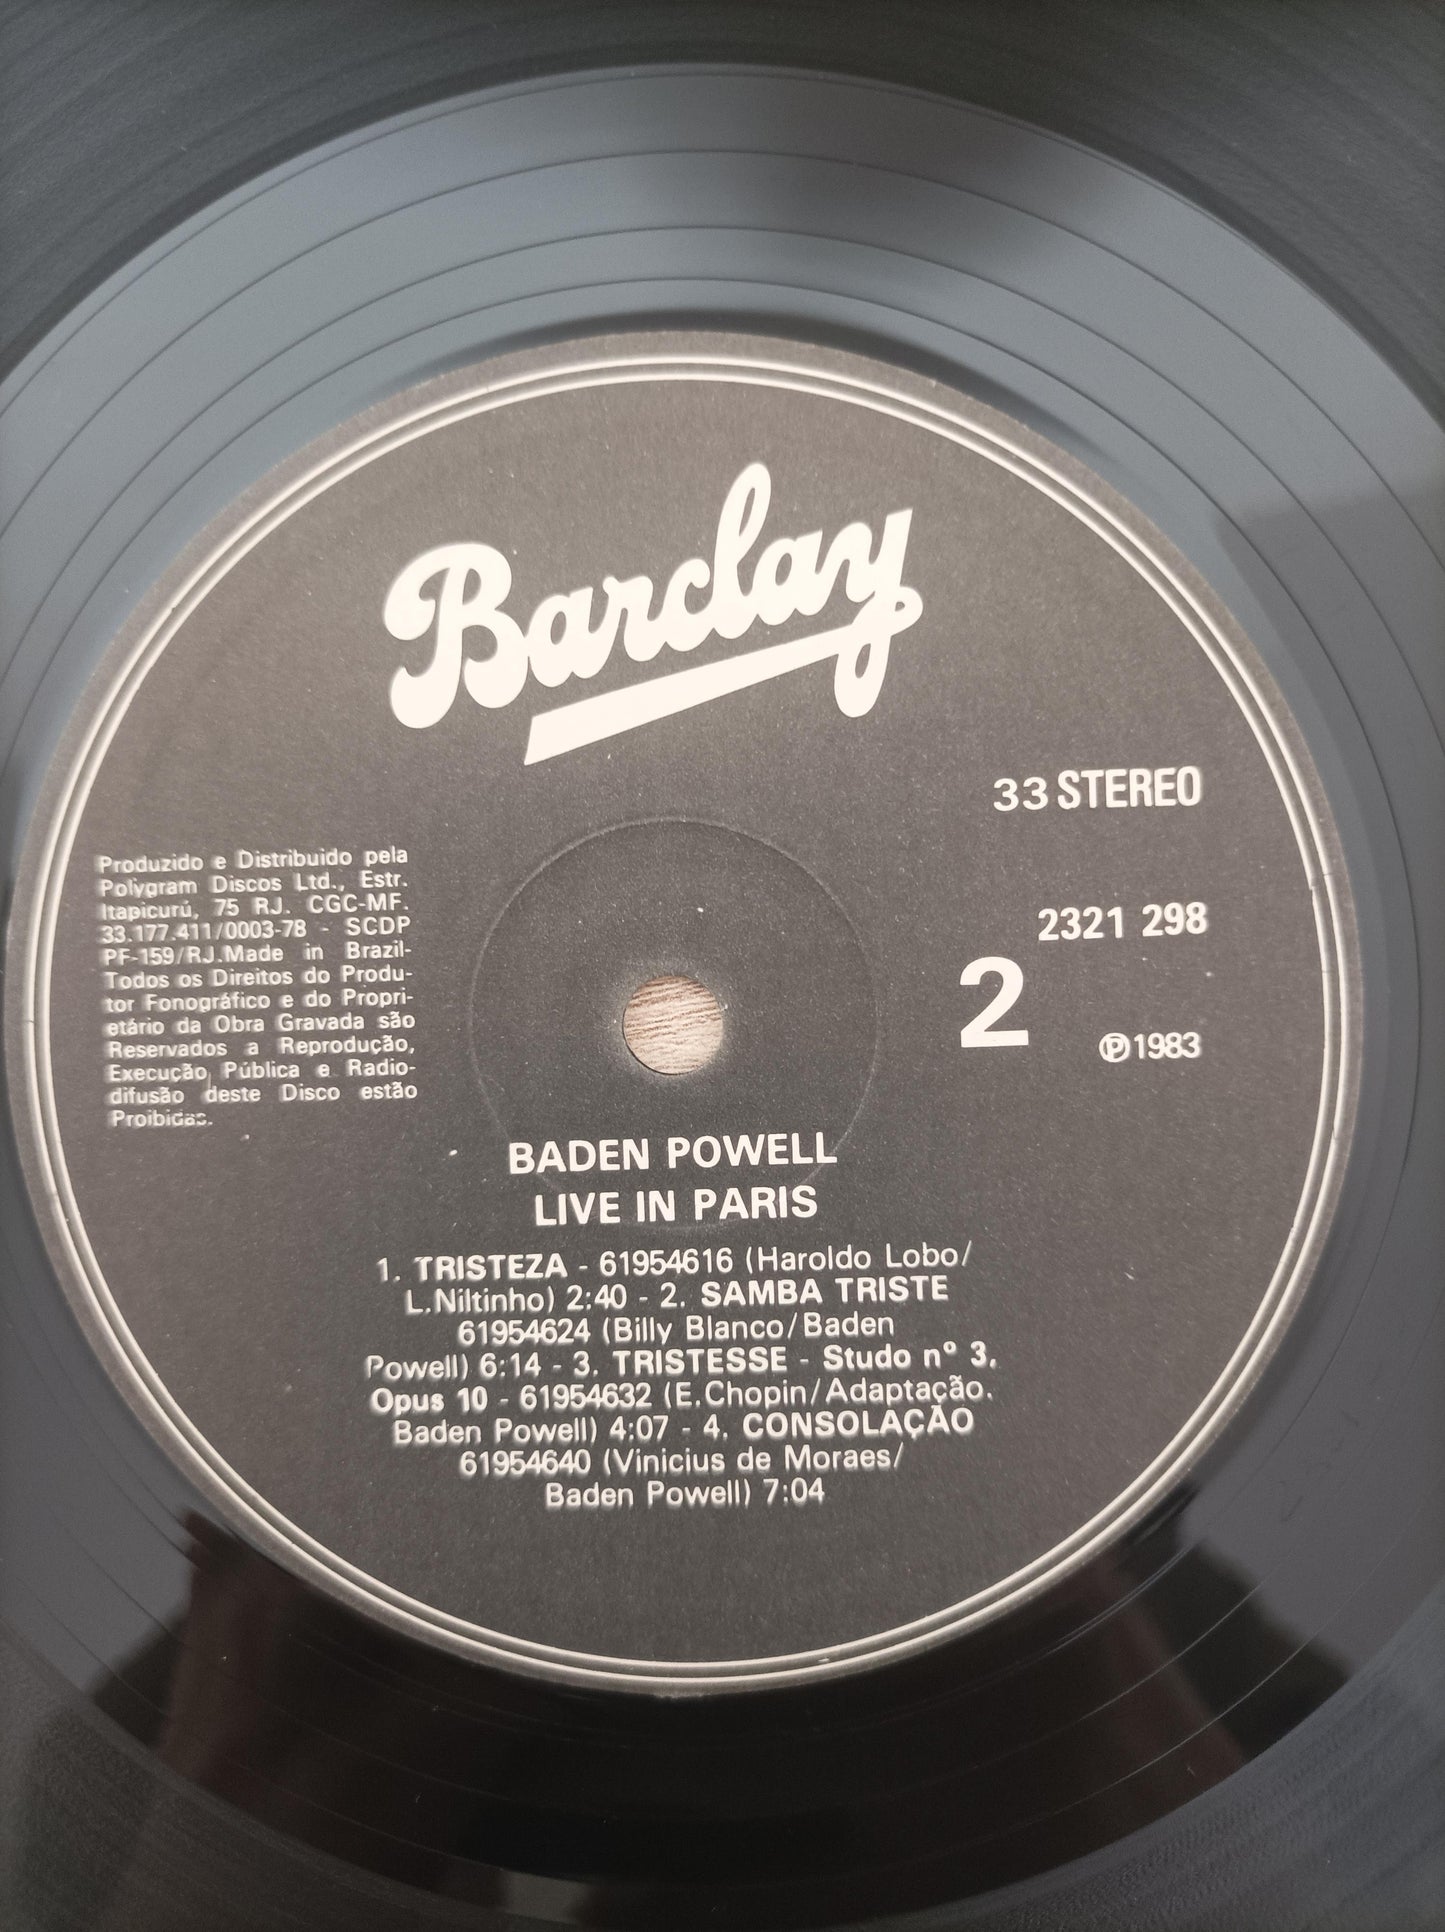 Barclay
33 STEREO
2321 298
2
℗1983
Produzido e Distribuido pela
Polygram Discos Ltd., Estr.
Itapicurú, 75 RJ. CGC-MF.
33.177.411/0003-78 - SCDP
PF-159/RJ.Made in Brazil-
Todos os Direitos do Produ-
tor Fonográfico e do Propri-
etário da Obra Gravada são
Reservados a Reprodução,
Execução Pública e Radio-
difusão deste Disco estão
Proibidas.
BADEN POWELL
LIVE IN PARIS
1. TRISTEZA - 61954616 (Haroldo Lobo/
L.Niltinho) 2:40 - 2. SAMBA TRISTE
61954624 (Billy Blanco/Baden
Powell) 6:14 - 3. TRISTESSE - Studo nº 3,
Opus 10 - 61954632 (E.Chopin/Adaptação.
Baden Powell) 4:07 - 4. CONSOLAÇÃO
61954640 (Vinicius de Moraes/
Baden Powell) 7:04